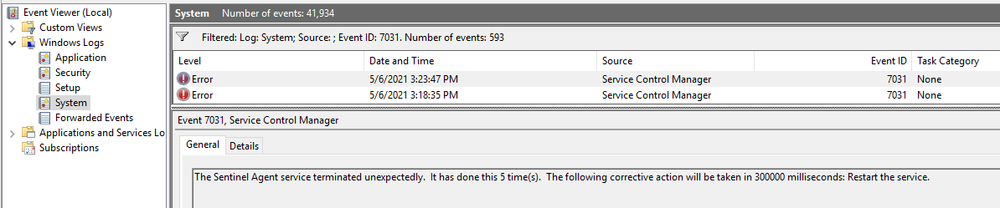 Event Viewer (Local)
Custom Views
Windows Logs
Application
Security
Setup
System
Forwarded Events
Applications and Services Lo
Subscriptions
System Number of events: 41,934
Filtered: Log: System; Source: ; Event ID: 7031. Number of events: 593
Level Date and Time Source Event ID Task Category
Error 5/6/2021 3:23:47 PM Service Control Manager 7031 None
Error 5/6/2021 3:18:35 PM Service Control Manager 7031 None
Event 7031, Service Control Manager
General Details
The Sentinel Agent service terminated unexpectedly.  It has done this 5 time(s).  The following corrective action will be taken in 300000 milliseconds: Restart the service.